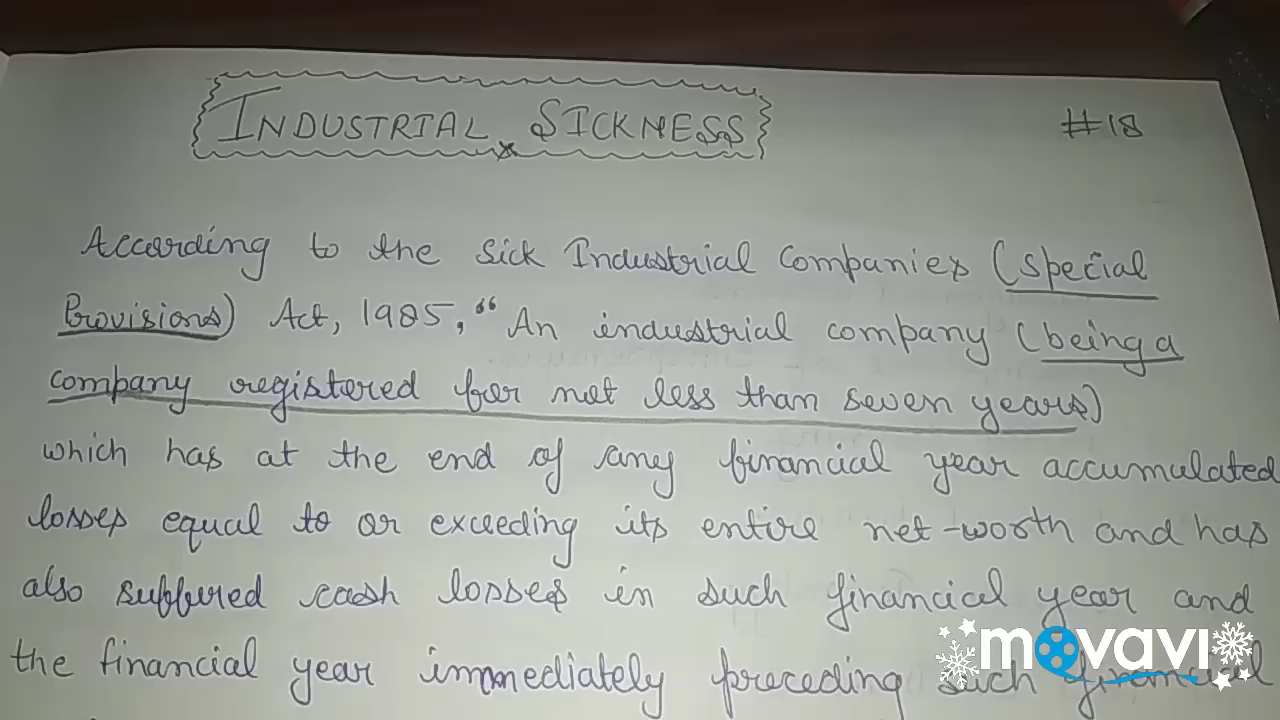 INDUSTRIAL SICKNESS
#18
According to the Sick Industrial Companies (Special
Provisions) Act, 1985, " An industrial company (being a
company registered for not less than seven years)
which has at the end of any financial year accumulated
losses equal to or exceeding its entire net-worth and has
also suffered cash losses in such financial year and
the financial year immediately preceding such financial
movavi